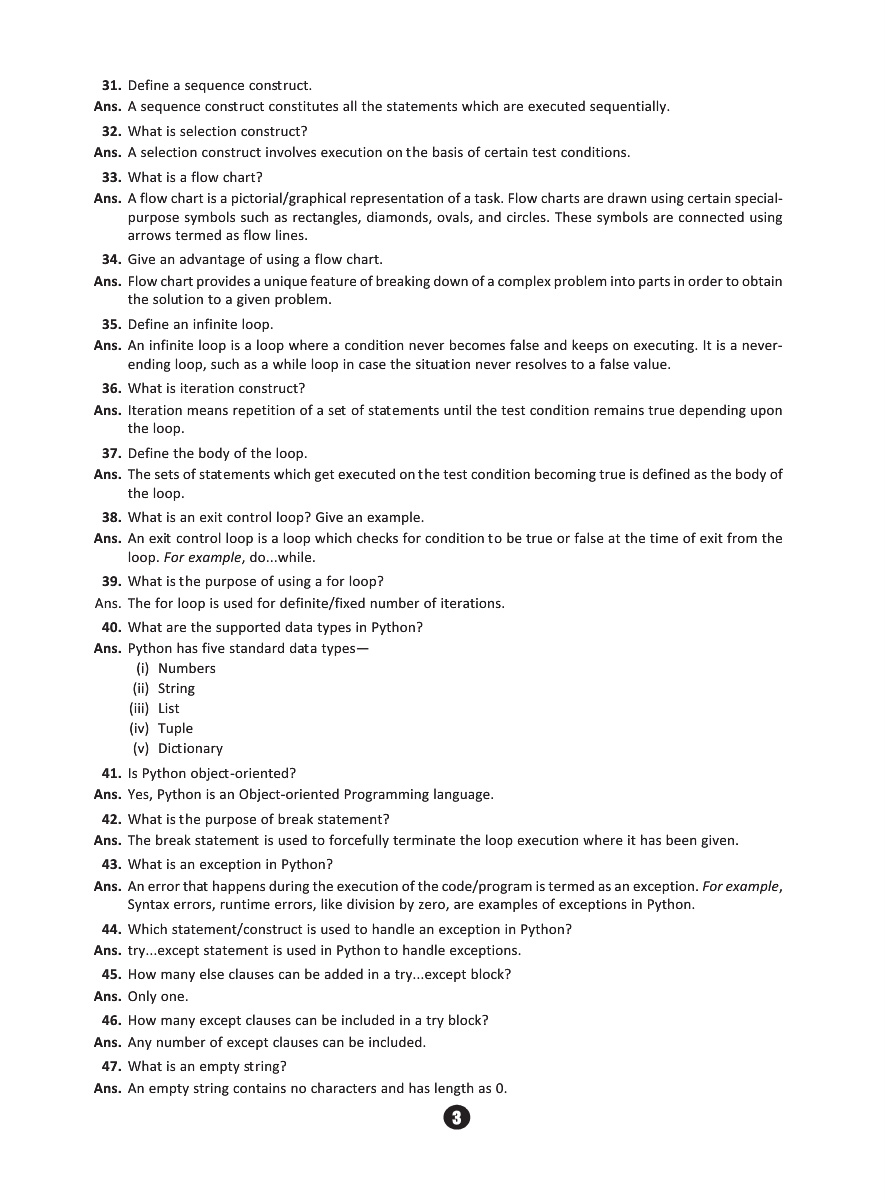 31. Define a sequence construct.
Ans. A sequence construct constitutes all the statements which are executed sequentially.
32. What is selection construct?
Ans. A selection construct involves execution on the basis of certain test conditions.
33. What is a flow chart?
Ans. A flow chart is a pictorial/graphical representation of a task. Flow charts are drawn using certain special-
purpose symbols such as rectangles, diamonds, ovals, and circles. These symbols are connected using
arrows termed as flow lines.
34. Give an advantage of using a flow chart.
Ans. Flow chart provides a unique feature of breaking down of a complex problem into parts in order to obtain
the solution to a given problem.
35. Define an infinite loop.
Ans. An infinite loop is a loop where a condition never becomes false and keeps on executing. It is a never-
ending loop, such as a while loop in case the situation never resolves to a false value.
36. What is iteration construct?
Ans. Iteration means repetition of a set of statements until the test condition remains true depending upon
the loop.
37. Define the body of the loop.
Ans. The sets of statements which get executed on the test condition becoming true is defined as the body of
the loop.
38. What is an exit control loop? Give an example.
Ans. An exit control loop is a loop which checks for condition to be true or false at the time of exit from the
loop. For example, do...while.
39. What is the purpose of using a for loop?
Ans. The for loop is used for definite/fixed number of iterations.
40. What are the supported data types in Python?
Ans. Python has five standard data types—
(i) Numbers
(ii) String
(iii) List
(iv) Tuple
(v) Dictionary
41. Is Python object-oriented?
Ans. Yes, Python is an Object-oriented Programming language.
42. What is the purpose of break statement?
Ans. The break statement is used to forcefully terminate the loop execution where it has been given.
43. What is an exception in Python?
Ans. An error that happens during the execution of the code/program is termed as an exception. For example,
Syntax errors, runtime errors, like division by zero, are examples of exceptions in Python.
44. Which statement/construct is used to handle an exception in Python?
Ans. try...except statement is used in Python to handle exceptions.
45. How many else clauses can be added in a try...except block?
Ans. Only one.
46. How many except clauses can be included in a try block?
Ans. Any number of except clauses can be included.
47. What is an empty string?
Ans. An empty string contains no characters and has length as 0.
3